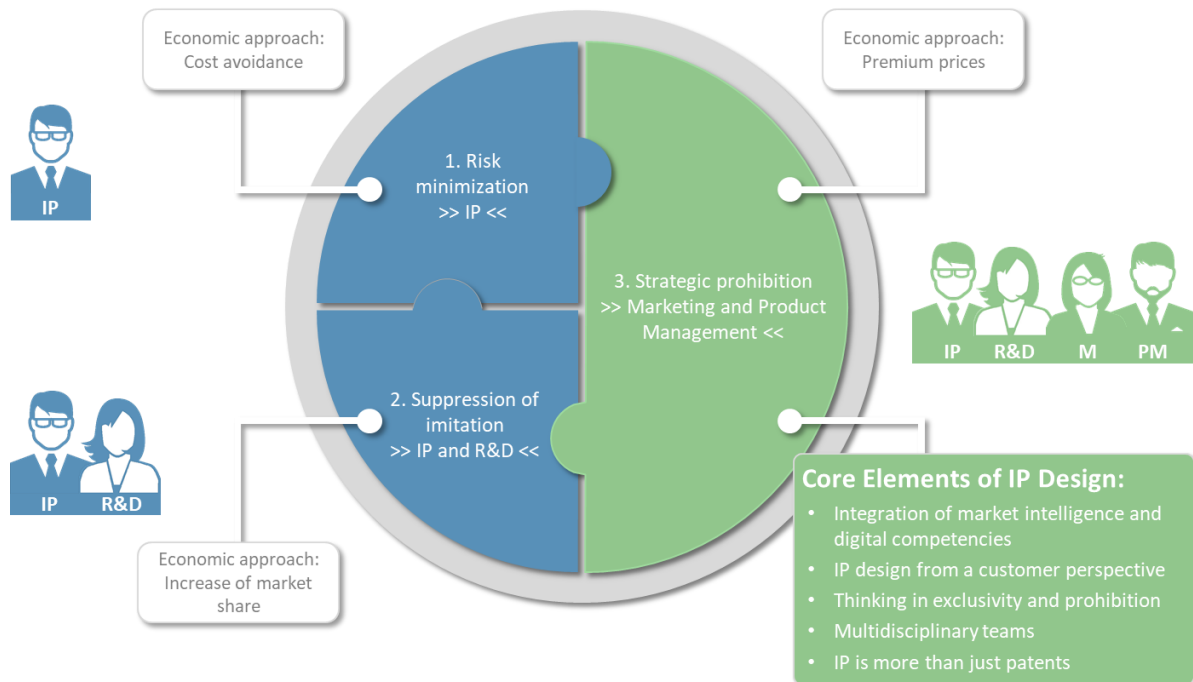 Economic approach:
Cost avoidance
Economic approach:
Premium prices
IP
1. Risk
minimization
>> IP <<
3. Strategic prohibition
>> Marketing and Product
Management <<
IP R&D M PM
2. Suppression of
imitation
>> IP and R&D <<
IP R&D
Economic approach:
Increase of market
share
Core Elements of IP Design:
• Integration of market intelligence and
digital competencies
• IP design from a customer perspective
• Thinking in exclusivity and prohibition
• Multidisciplinary teams
• IP is more than just patents